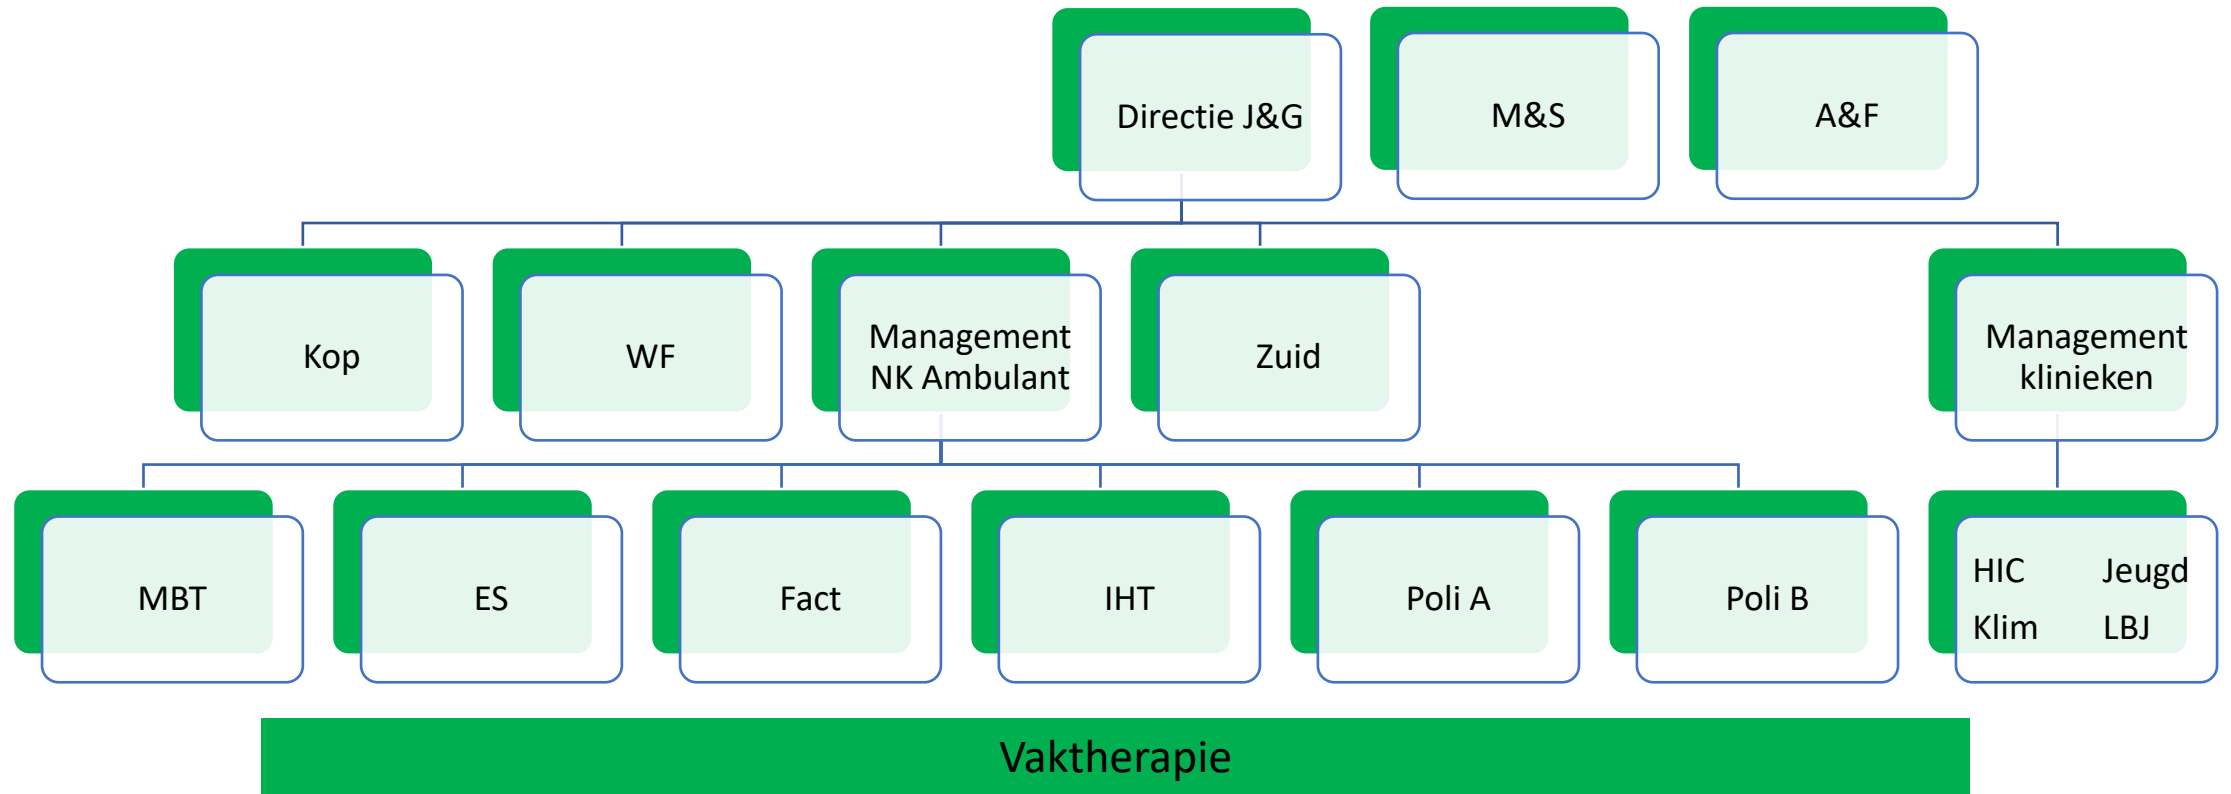 Directie J&G
M&S
A&F
Kop
WF
Management
NK Ambulant
Zuid
Management
klinieken
MBT
ES
Fact
IHT
Poli A
Poli B
HIC Jeugd
Klim LBJ
Vaktherapie